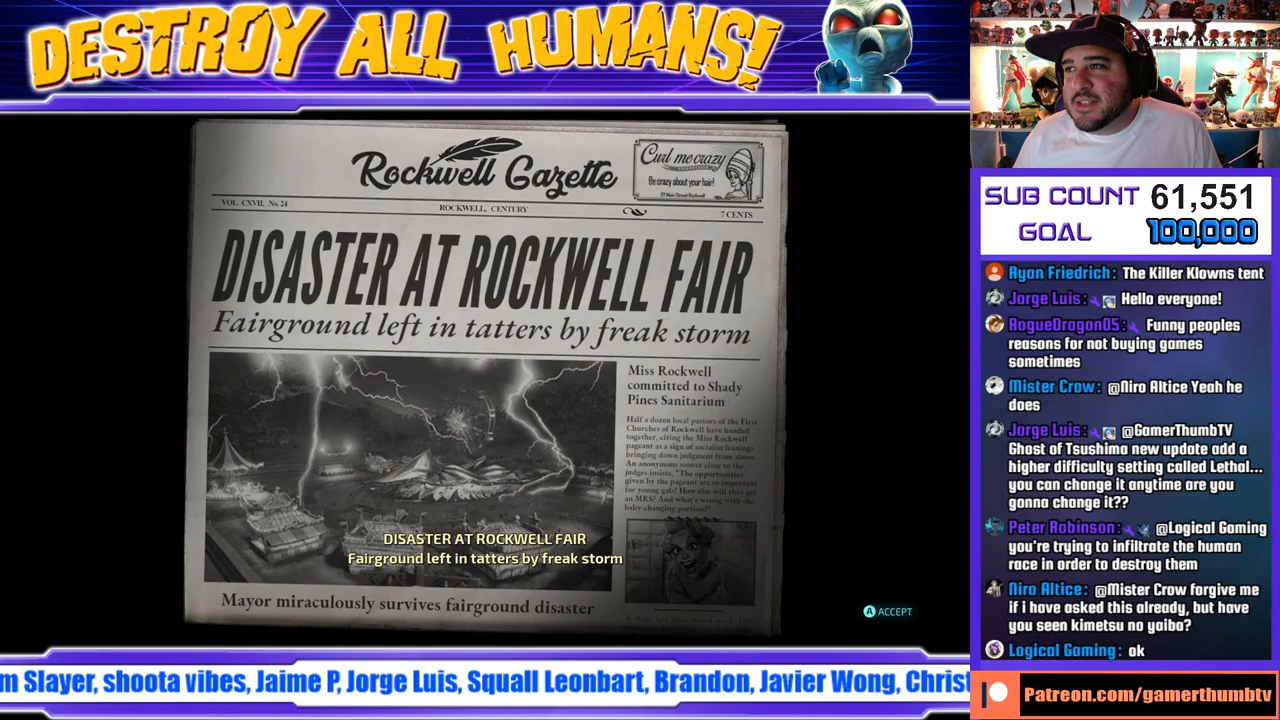 DESTROY ALL HUMANS!
Rockwell Gazette
Curl me crazy
Be crazy about your hair!
VOL. CXVII, No. 24
ROCKWELL, CENTURY
7 CENTS
DISASTER AT ROCKWELL FAIR
Fairground left in tatters by freak storm
Miss Rockwell
committed to Shady
Pines Sanitarium
Half a dozen local pastors of the First
Churches of Rockwell have banded
together, citing the Miss Rockwell
pageant as a sign of socialist leanings
bringing down judgment from above.
An anonymous source close to the
judges insists, "The opportunities
given by the pageant are so important
for young gals! How else will they get
an MRS? And what's wrong with the
baby-changing portion?"
DISASTER AT ROCKWELL FAIR
Fairground left in tatters by freak storm
Mayor miraculously survives fairground disaster
A ACCEPT
m Slayer, shoota vibes, Jaime P, Jorge Luis, Squall Leonbart, Brandon, Javier Wong, Christ
SUB COUNT 61,551
GOAL 100,000
Ryan Friedrich: The Killer Klowns tent
Jorge Luis: Hello everyone!
RogueDragon05: Funny peoples
reasons for not buying games
sometimes
Mister Crow: @Niro Altice Yeah he
does
Jorge Luis: @GamerThumbTV
Ghost of Tsushima new update add a
higher difficulty setting called Lethal...
you can change it anytime are you
gonna change it??
Peter Robinson: @Logical Gaming
you're trying to infiltrate the human
race in order to destroy them
Niro Altice: @Mister Crow forgive me
if i have asked this already, but have
you seen kimetsu no yaiba?
Logical Gaming: ok
Patreon.com/gamerthumbtv